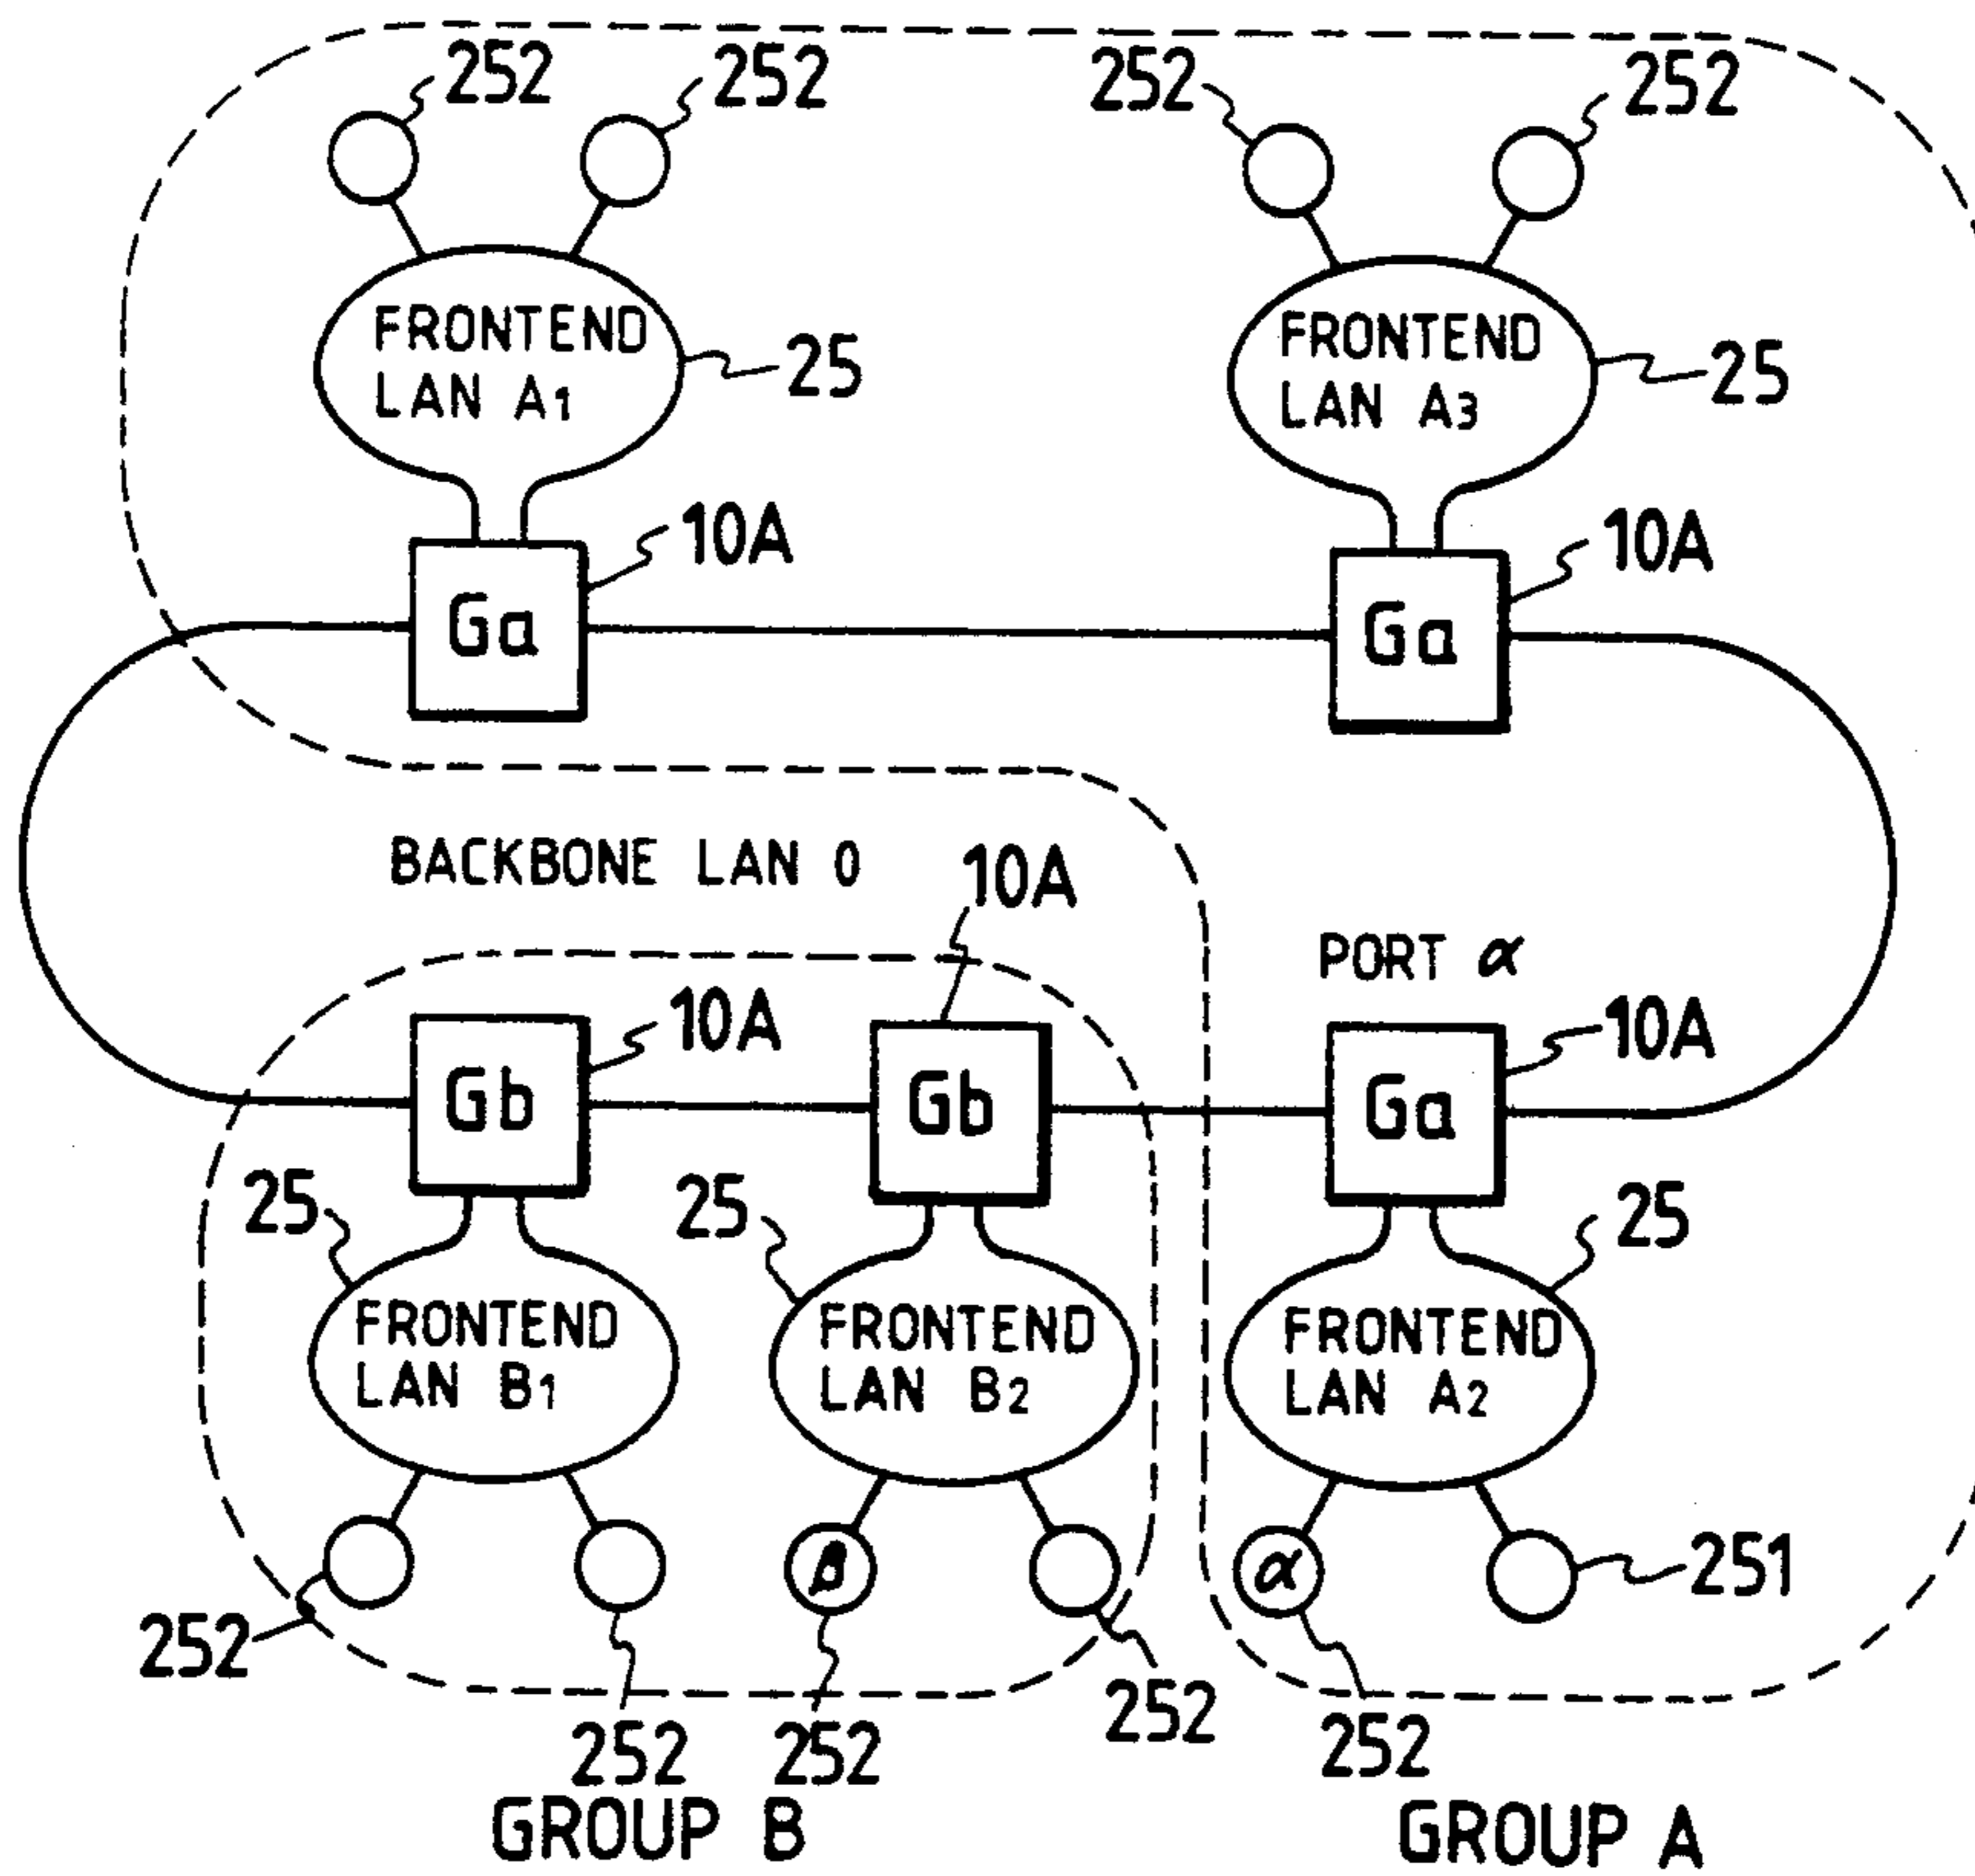 252
252
252
252
FRONTEND
LAN A1
25
FRONTEND
LAN A3
25
10A
10A
Ga
Ga
BACKBONE LAN 0
10A
PORT α
10A
10A
Gb
Gb
Ga
25
25
25
FRONTEND
LAN B1
FRONTEND
LAN B2
FRONTEND
LAN A2
β
α
251
252
252
252
252
252
GROUP B
GROUP A